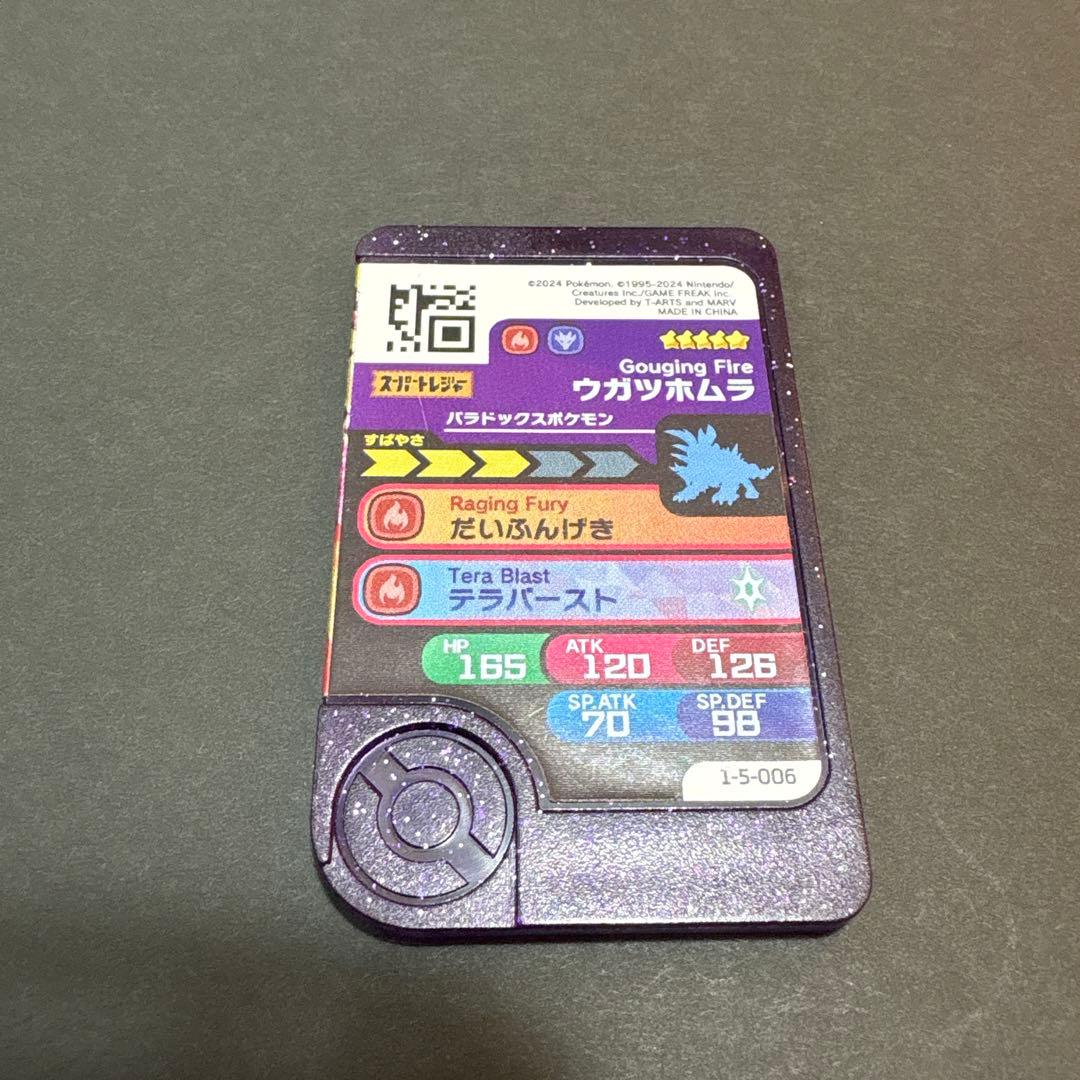 ©2024 Pokémon. ©1995-2024 Nintendo/
Creatures Inc./GAME FREAK inc.
Developed by T-ARTS and MARV
MADE IN CHINA
スーパートレジャー
Gouging Fire
ウガツホムラ
パラドックスポケモン
すばやさ
Raging Fury
だいふんげき
Tera Blast
テラバースト
HP 165 ATK 120 DEF 126
SP.ATK 70 SP.DEF 98
1-5-006